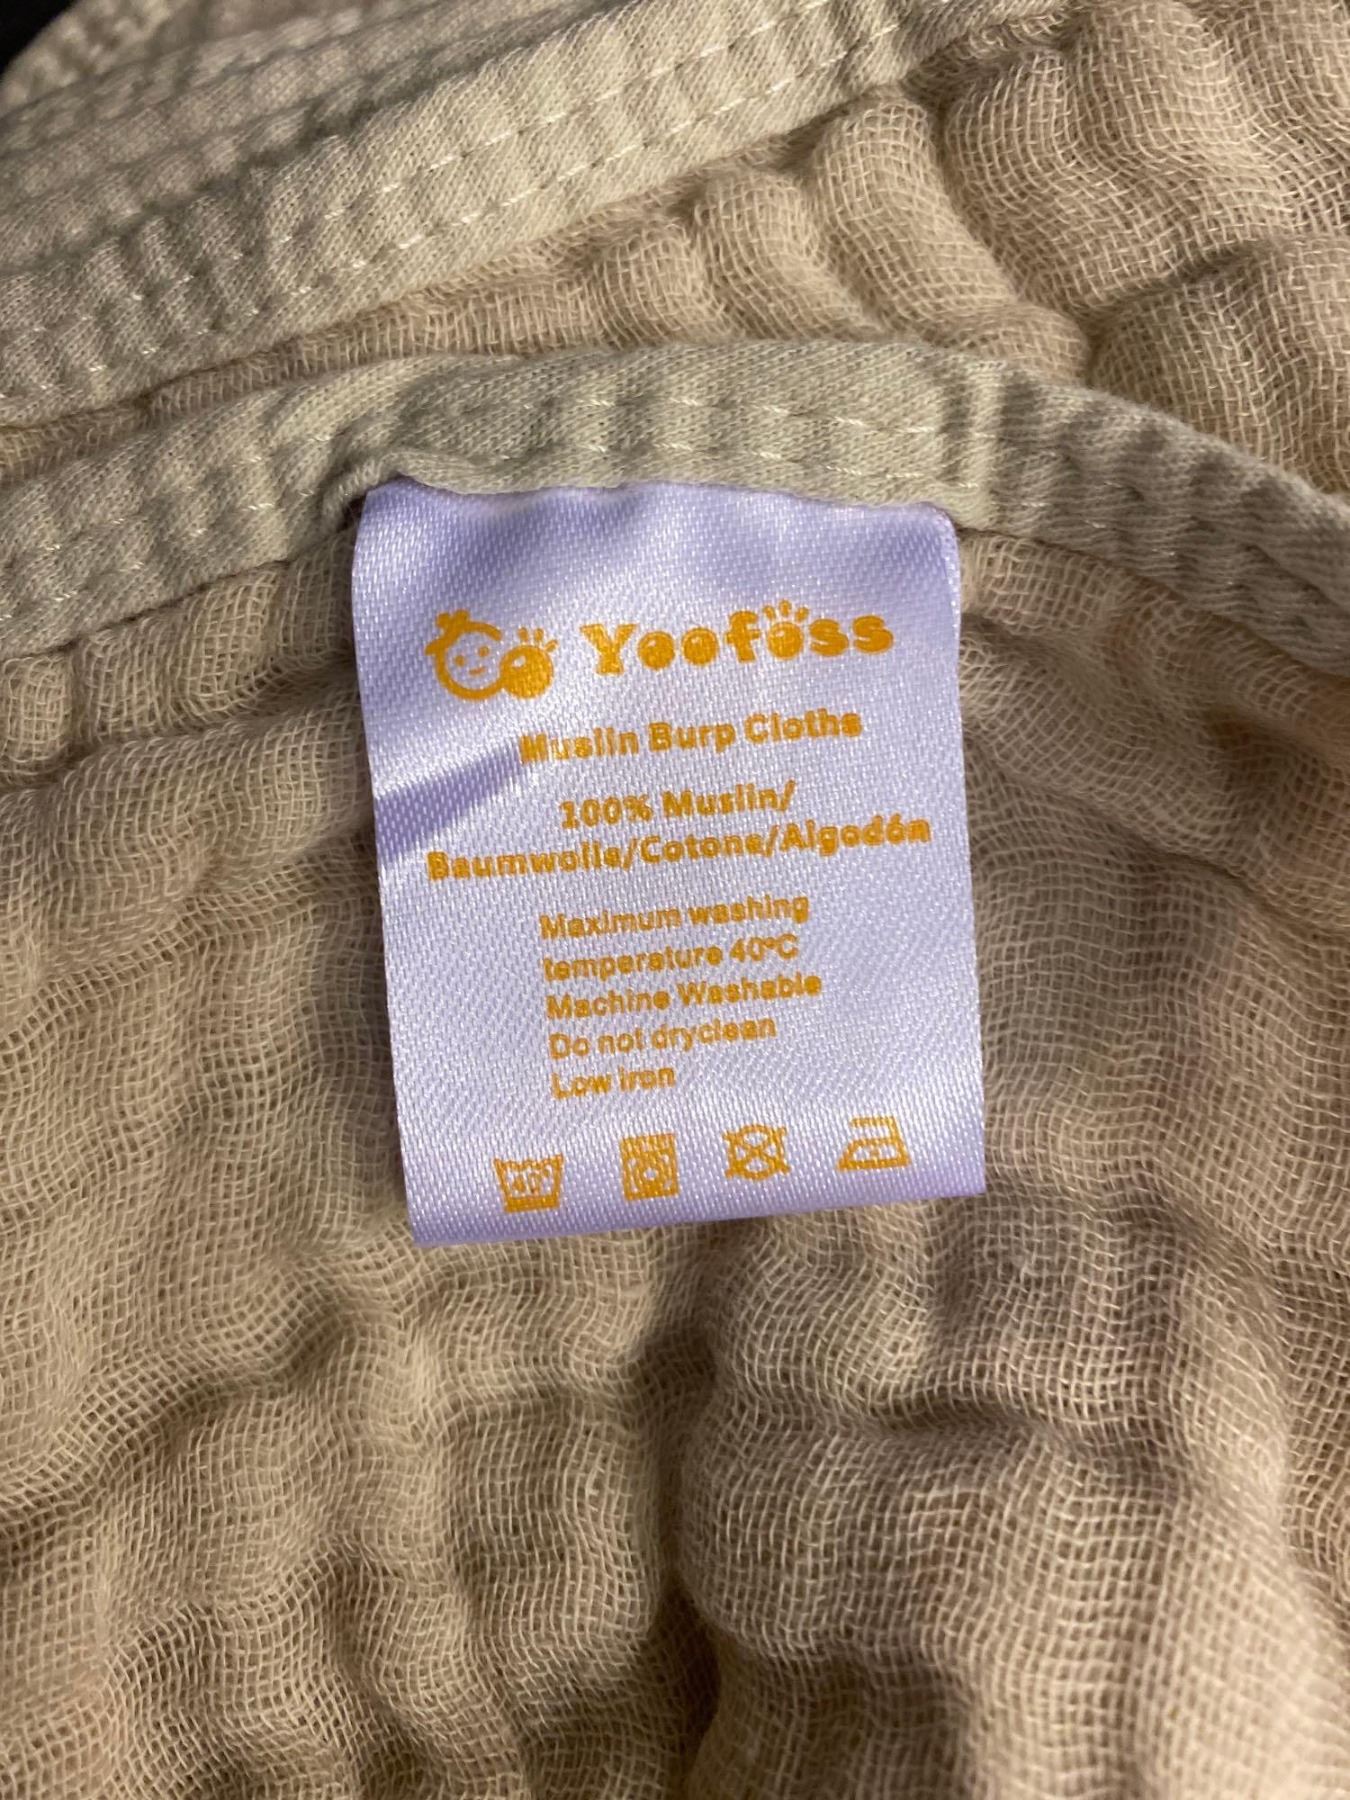 Yoofoss
Muslin Burp Cloths
100% Muslin/
Baumwolle/Cotone/Algodón
Maximum washing
temperature 40°C
Machine Washable
Do not dryclean
Low iron
40°